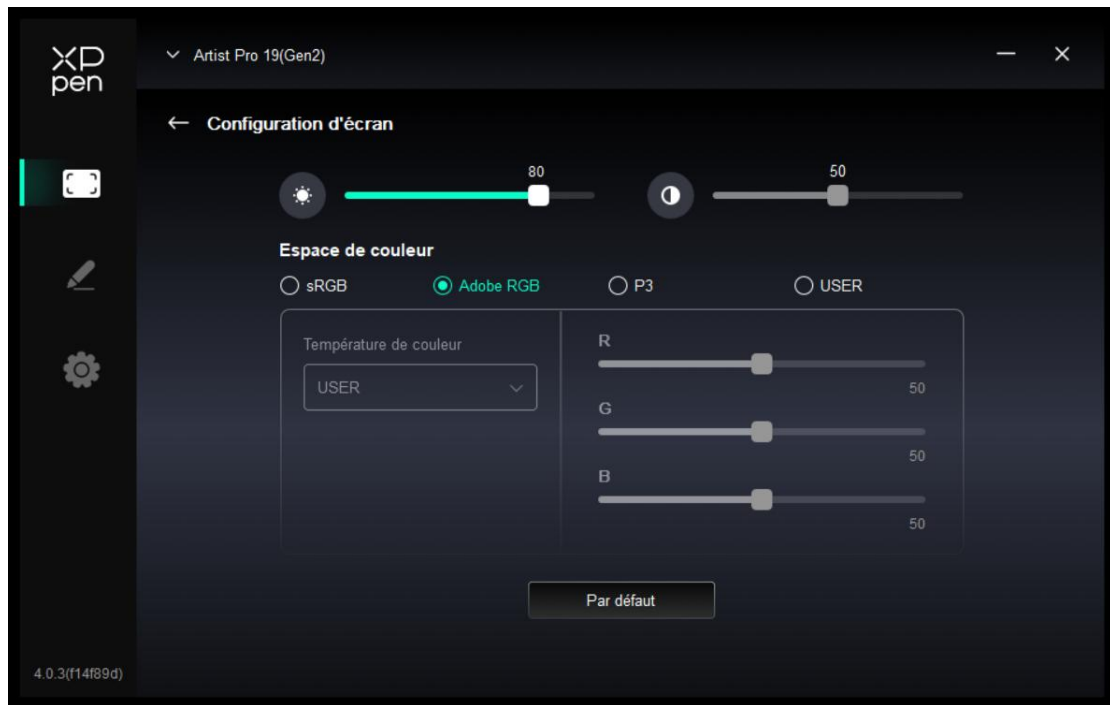 XP
pen
Artist Pro 19(Gen2)
Configuration d'écran
80
50
Espace de couleur
sRGB
Adobe RGB
P3
USER
Température de couleur
USER
R
50
G
50
B
50
Par défaut
4.0.3(f14f89d)